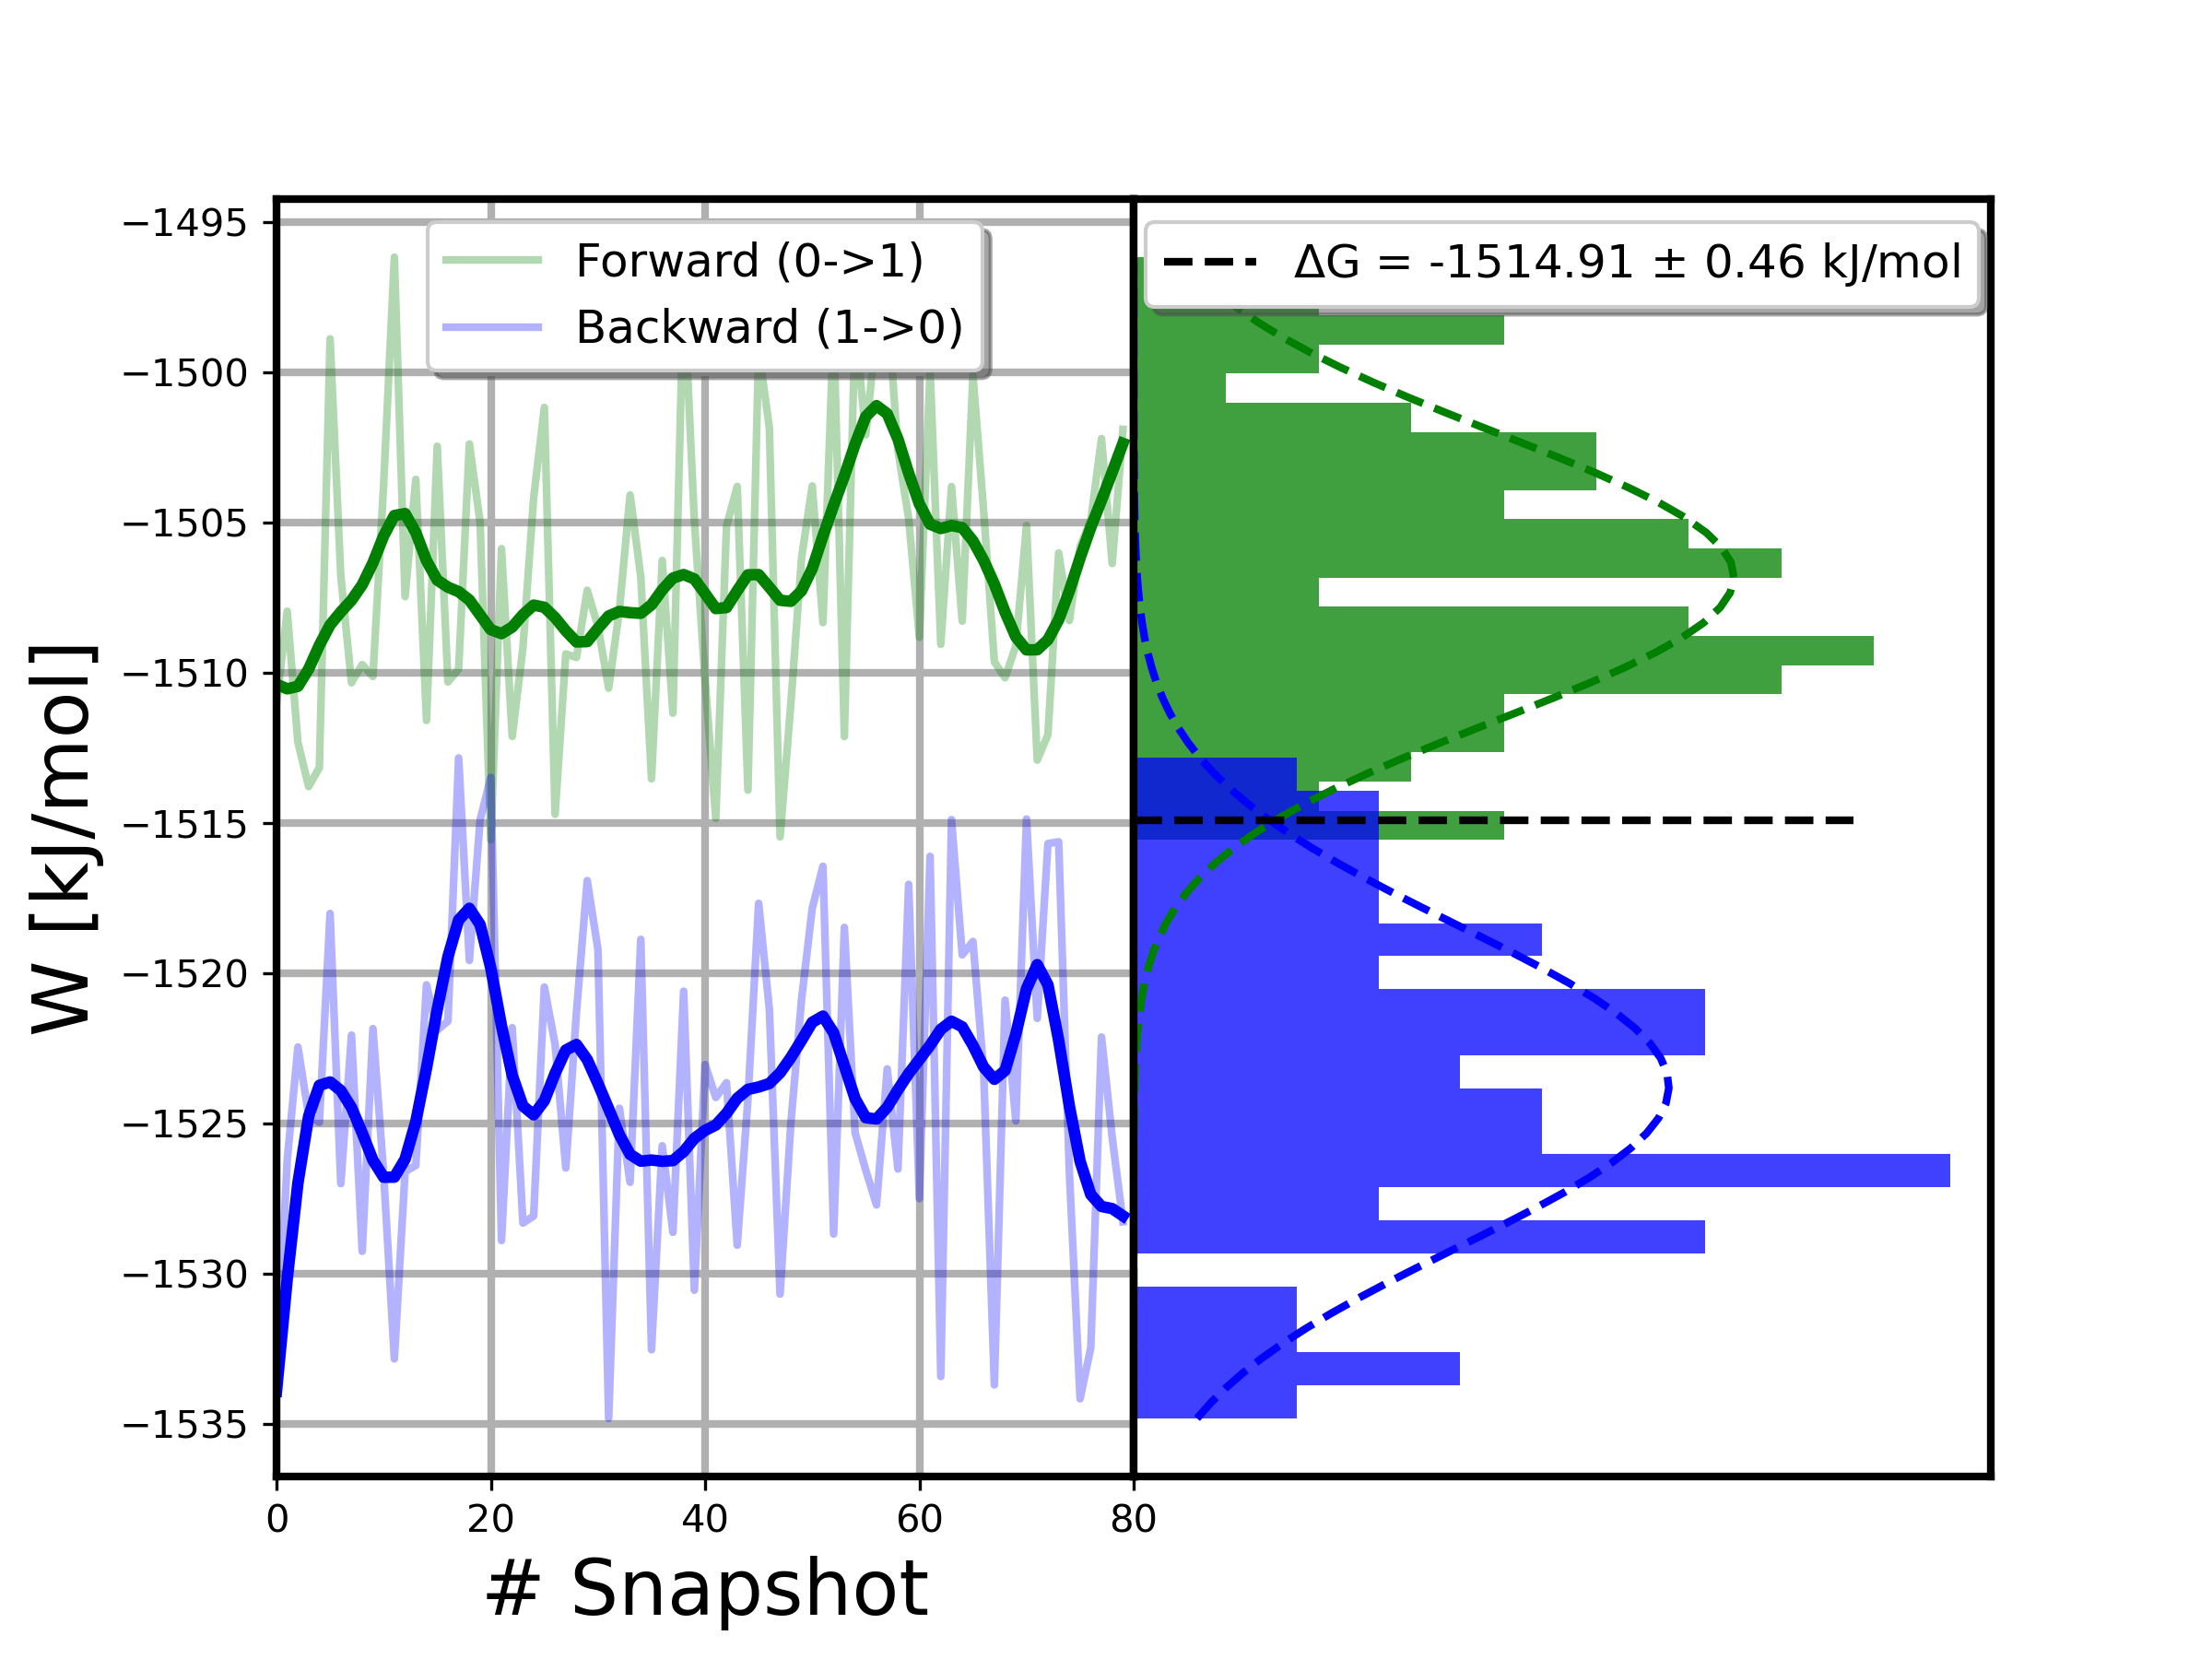 Forward (0->1)
Backward (1->0)
ΔG = -1514.91 ± 0.46 kJ/mol
−1495
−1500
−1505
−1510
−1515
−1520
−1525
−1530
−1535
W [kJ/mol]
0
20
40
60
80
# Snapshot